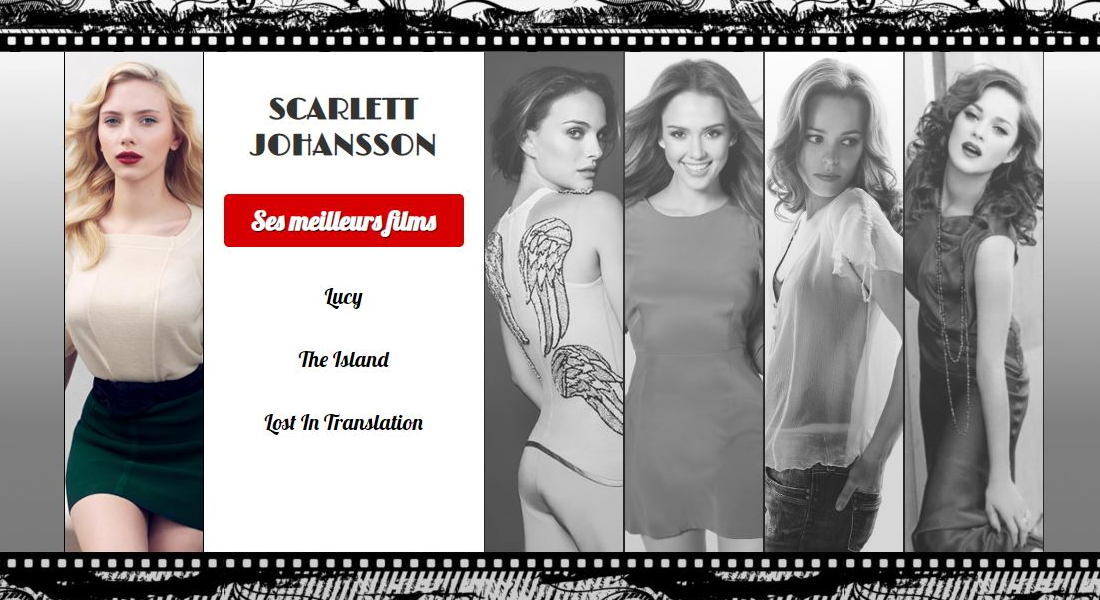 SCARLETT
JOHANSSON
Ses meilleurs films
Lucy
The Island
Lost In Translation